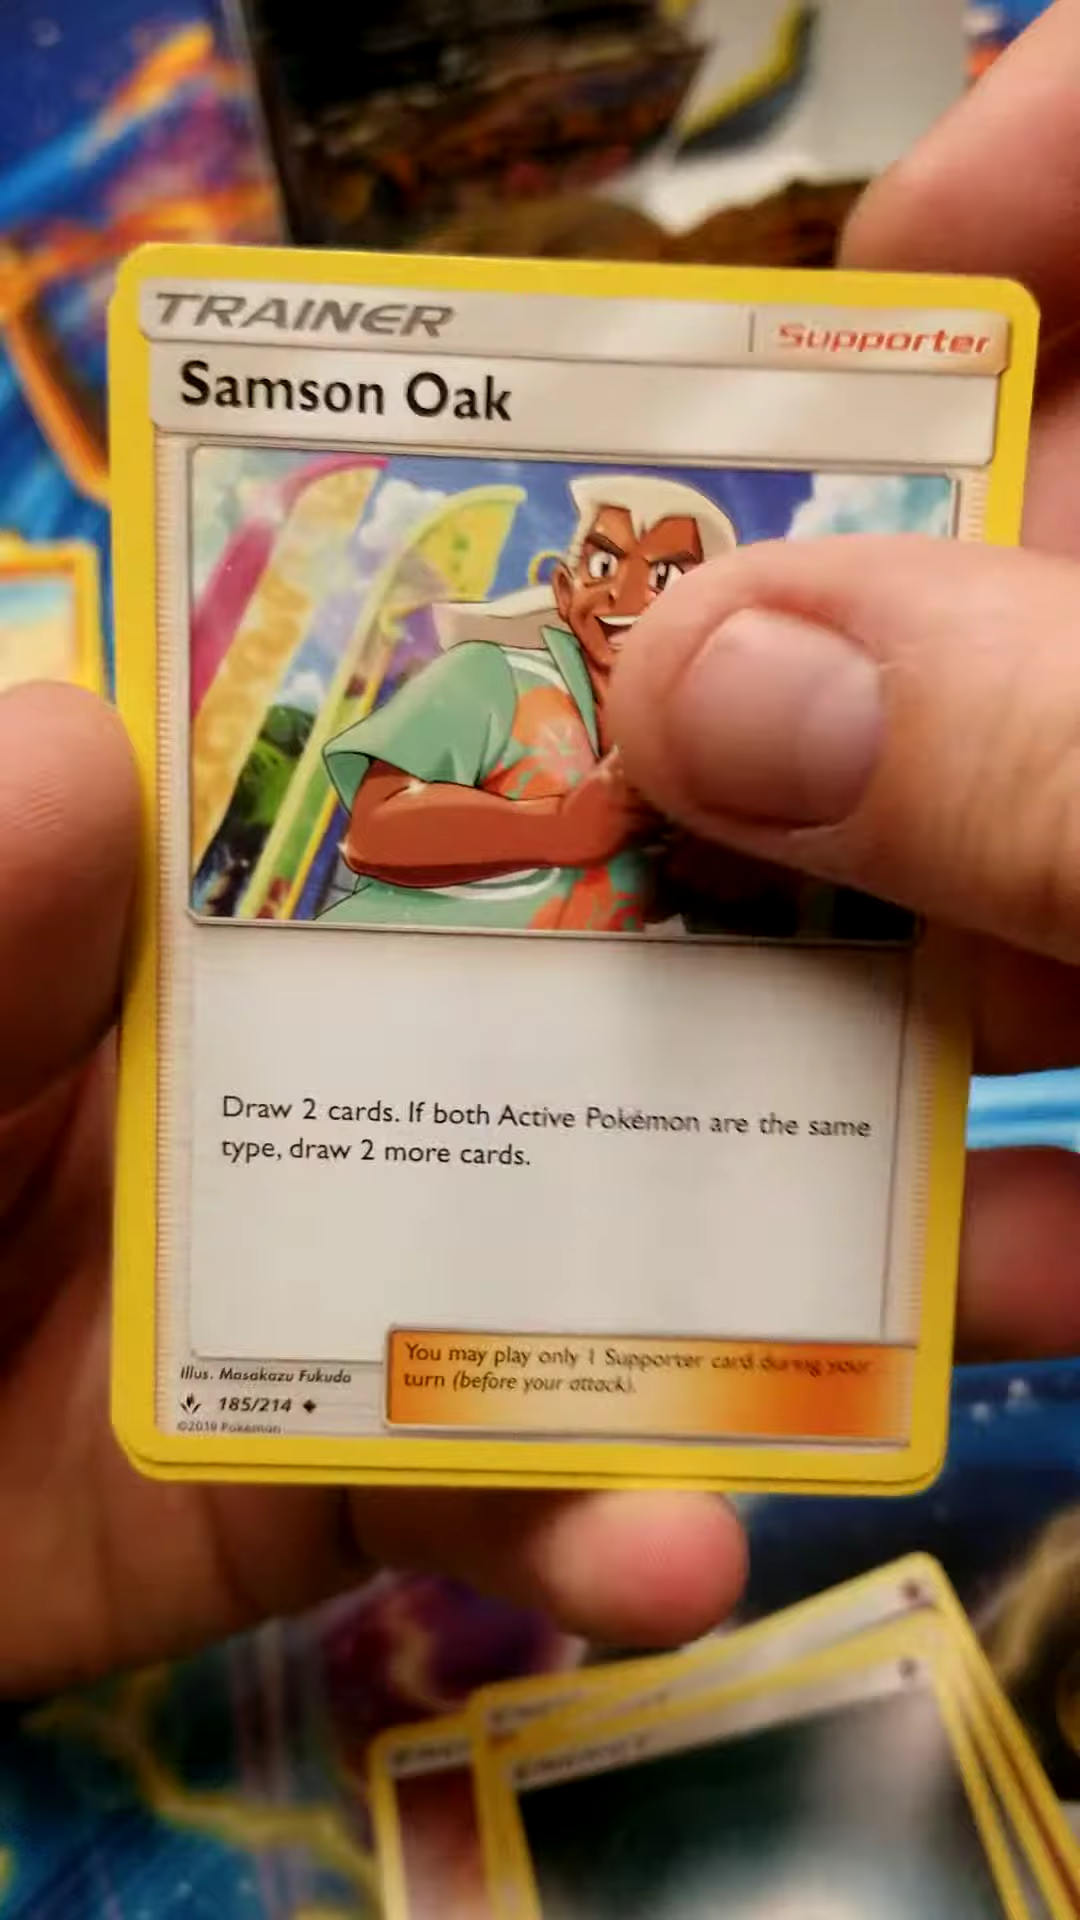 TRAINER
Supporter
Samson Oak
Draw 2 cards. If both Active Pokémon are the same
type, draw 2 more cards.
You may play only 1 Supporter card during your
turn (before your attack).
Illus. Masakazu Fukuda
185/214
©2019 Pokémon